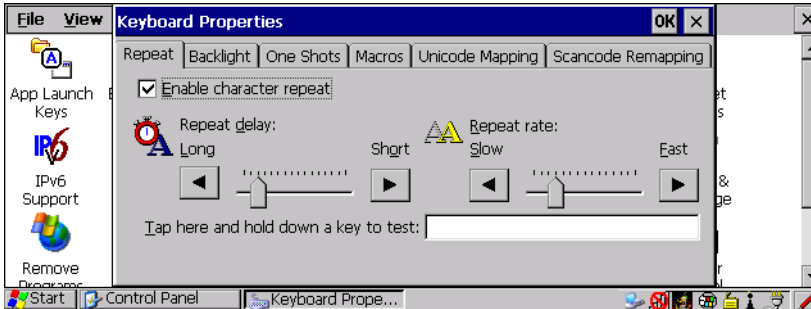 File View
Keyboard Properties OK
Repeat Backlight One Shots Macros Unicode Mapping Scancode Remapping
Enable character repeat
App Launch
Keys
Repeat delay:
Long Short
Repeat rate:
Slow Fast
IPv6
Support
&
Tap here and hold down a key to test:
Remove
Programs
Start Control Panel Keyboard Prope...